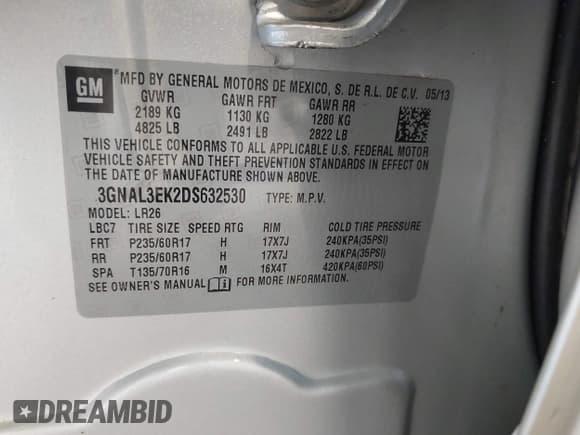 GM
MFD BY GENERAL MOTORS DE MEXICO, S. DE R.L. DE C.V. 05/13
GVWR GAWR FRT GAWR RR
2189 KG 1130 KG 1280 KG
4825 LB 2491 LB 2822 LB
THIS VEHICLE CONFORMS TO ALL APPLICABLE U.S. FEDERAL MOTOR
VEHICLE SAFETY AND THEFT PREVENTION STANDARDS IN EFFECT ON
THE DATE OF MANUFACTURE SHOWN ABOVE.
3GNAL3EK2DS632530 TYPE: M.P.V.
MODEL: LR26
LBC7 TIRE SIZE SPEED RTG RIM COLD TIRE PRESSURE
FRT P235/60R17 H 17X7J 240KPA(35PSI)
RR P235/60R17 H 17X7J 240KPA(35PSI)
SPA T135/70R16 M 16X4T 420KPA(60PSI)
SEE OWNER'S MANUAL FOR MORE INFORMATION.
DREAMBID